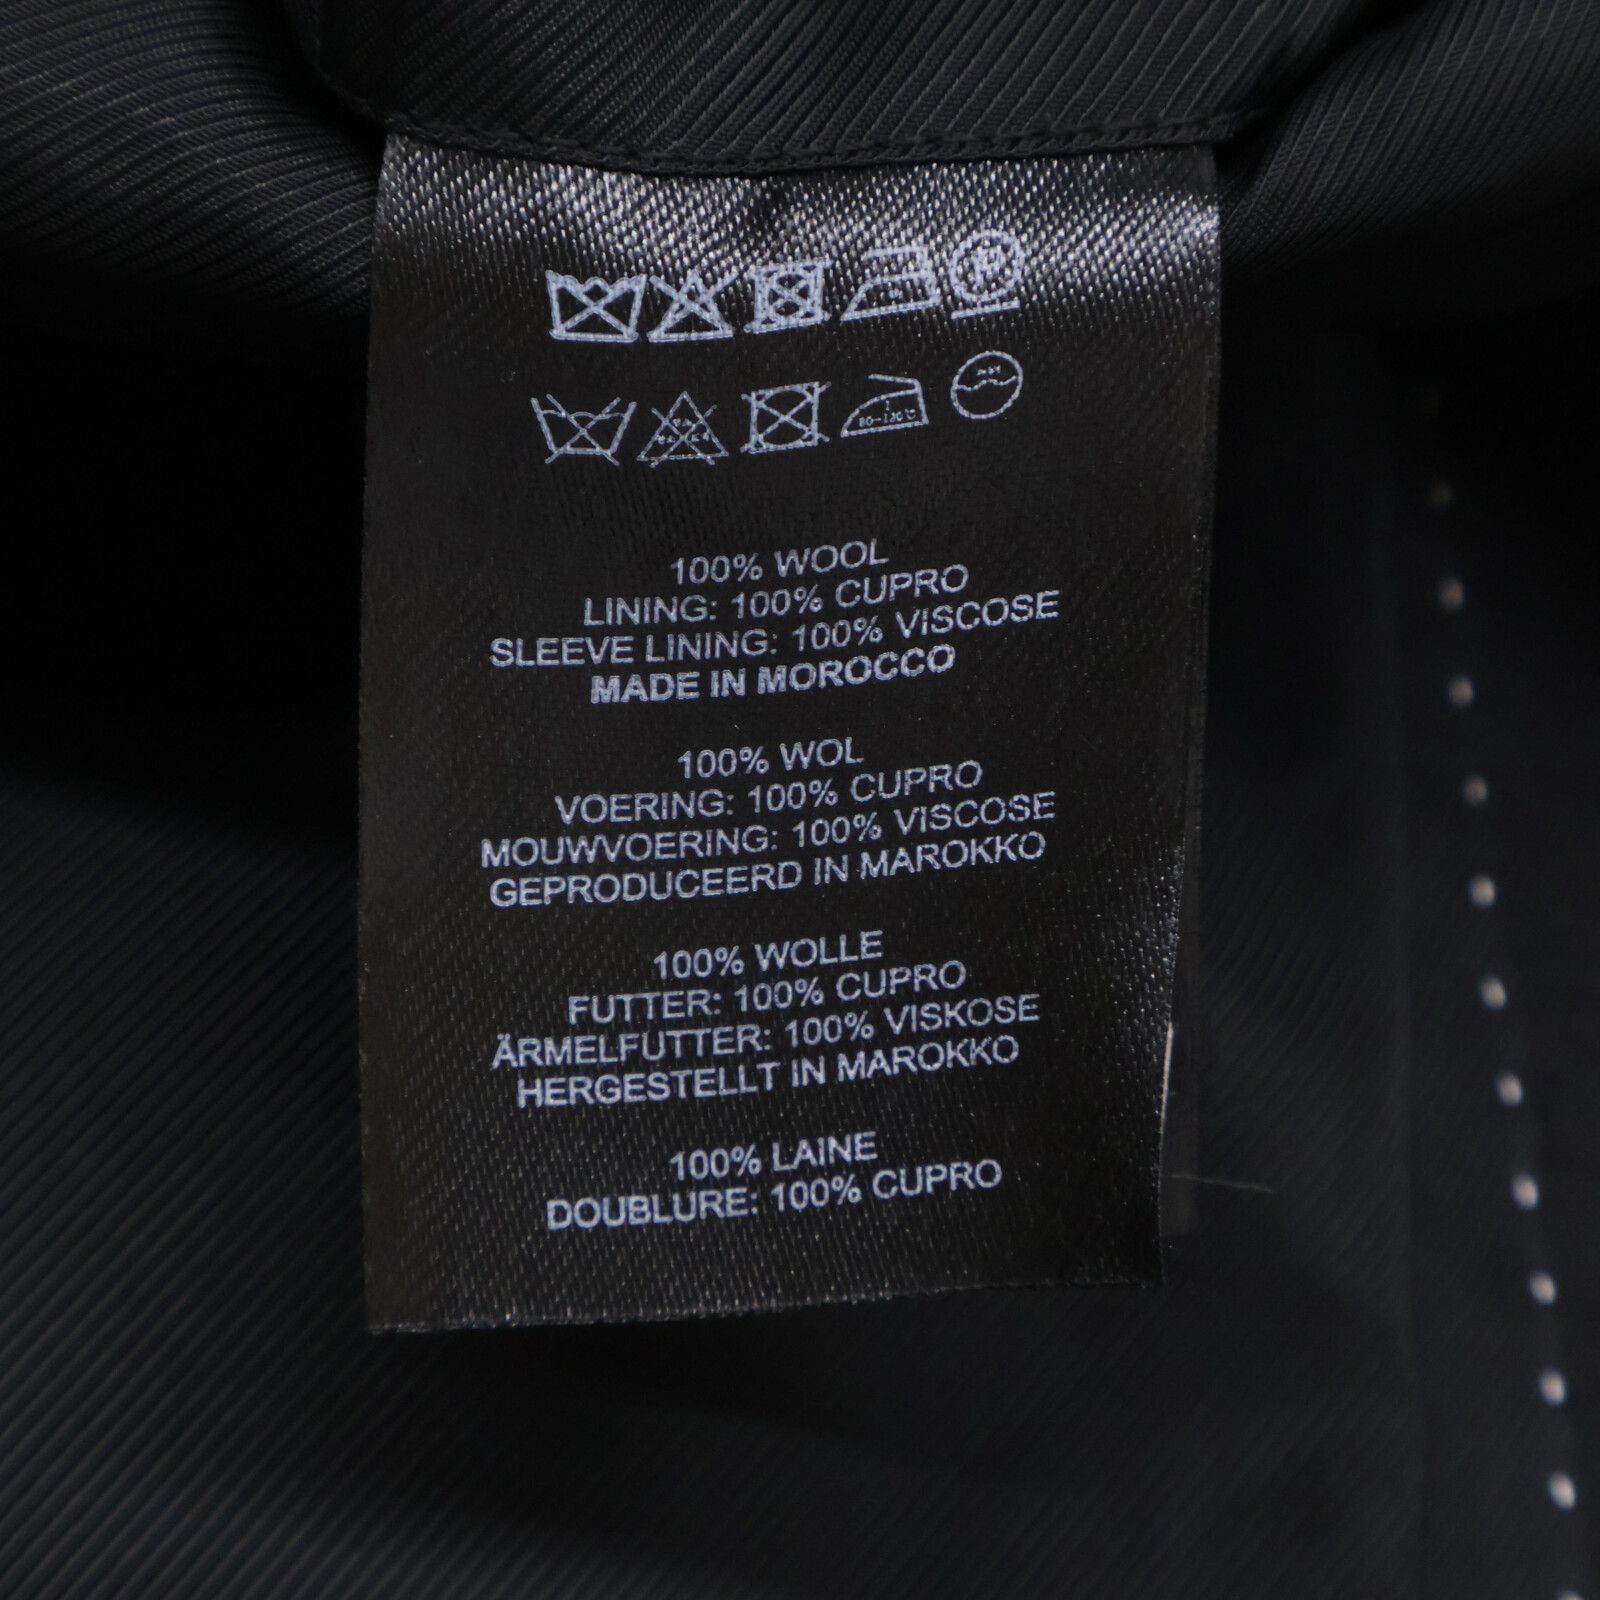 P
80-120℃
100% WOOL
LINING: 100% CUPRO
SLEEVE LINING: 100% VISCOSE
MADE IN MOROCCO
100% WOL
VOERING: 100% CUPRO
MOUWVOERING: 100% VISCOSE
GEPRODUCEERD IN MAROKKO
100% WOLLE
FUTTER: 100% CUPRO
ÄRMELFUTTER: 100% VISKOSE
HERGESTELLT IN MAROKKO
100% LAINE
DOUBLURE: 100% CUPRO